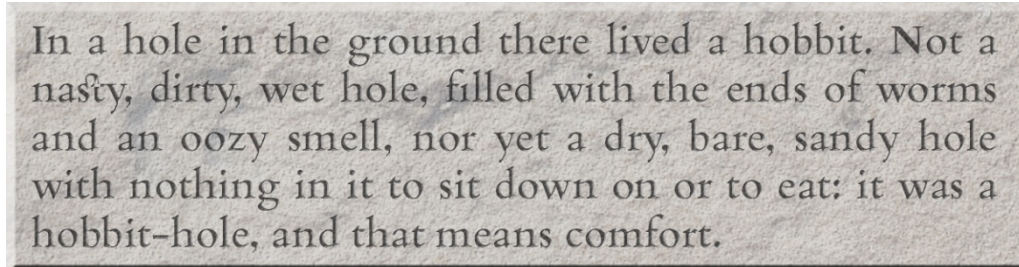 In a hole in the ground there lived a hobbit. Not a
nasty, dirty, wet hole, filled with the ends of worms
and an oozy smell, nor yet a dry, bare, sandy hole
with nothing in it to sit down on or to eat: it was a
hobbit-hole, and that means comfort.